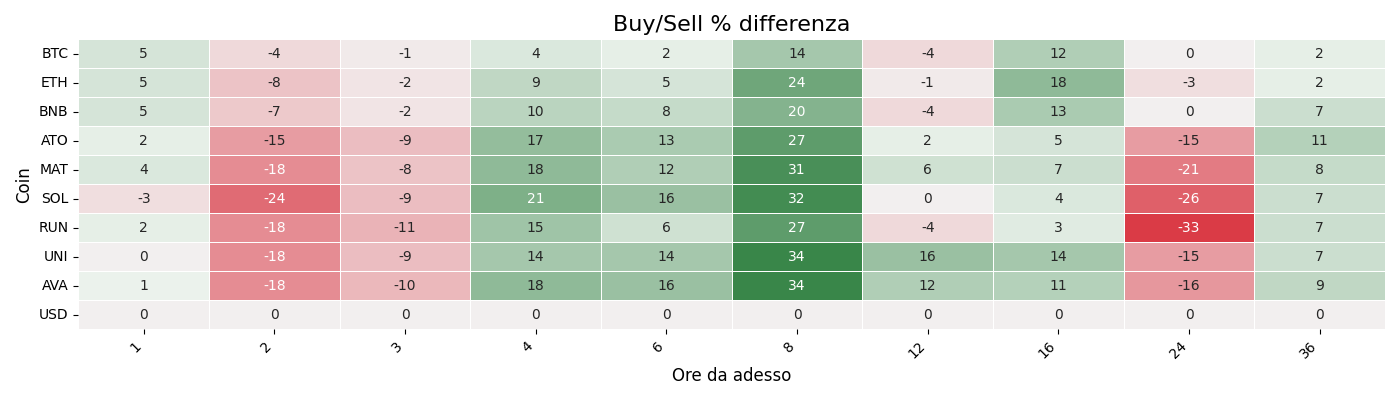 Buy/Sell % differenza
Coin
BTC 5 -4 -1 4 2 14 -4 12 0 2
ETH 5 -8 -2 9 5 24 -1 18 -3 2
BNB 5 -7 -2 10 8 20 -4 13 0 7
ATO 2 -15 -9 17 13 27 2 5 -15 11
MAT 4 -18 -8 18 12 31 6 7 -21 8
SOL -3 -24 -9 21 16 32 0 4 -26 7
RUN 2 -18 -11 15 6 27 -4 3 -33 7
UNI 0 -18 -9 14 14 34 16 14 -15 7
AVA 1 -18 -10 18 16 34 12 11 -16 9
USD 0 0 0 0 0 0 0 0 0 0
1 2 3 4 6 8 12 16 24 36
Ore da adesso